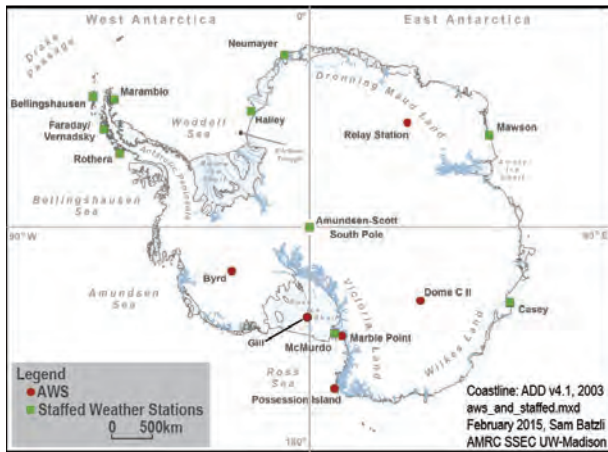 West Antarctica
0°
East Antarctica
Drake
Passage
Neumayer
Dronning Maud Land
Bellingshausen
Marambio
Weddell
Sea
Halley
Relay Station
Mawson
Faraday/
Vernadsky
Rothera
Antarctic Peninsula
Bellingshausen
Sea
Amundsen-Scott
South Pole
90°W
90°E
Amundsen
Sea
Byrd
Victoria Land
Dome C II
Casey
Gill
McMurdo
Marble Point
Wilkes Land
Ross
Sea
Possession Island
180°
Legend
AWS
Staffed Weather Stations
0
500km
Coastline: ADD v4.1, 2003
aws_and_staffed.mxd
February 2015, Sam Batzli
AMRC SSEC UW-Madison